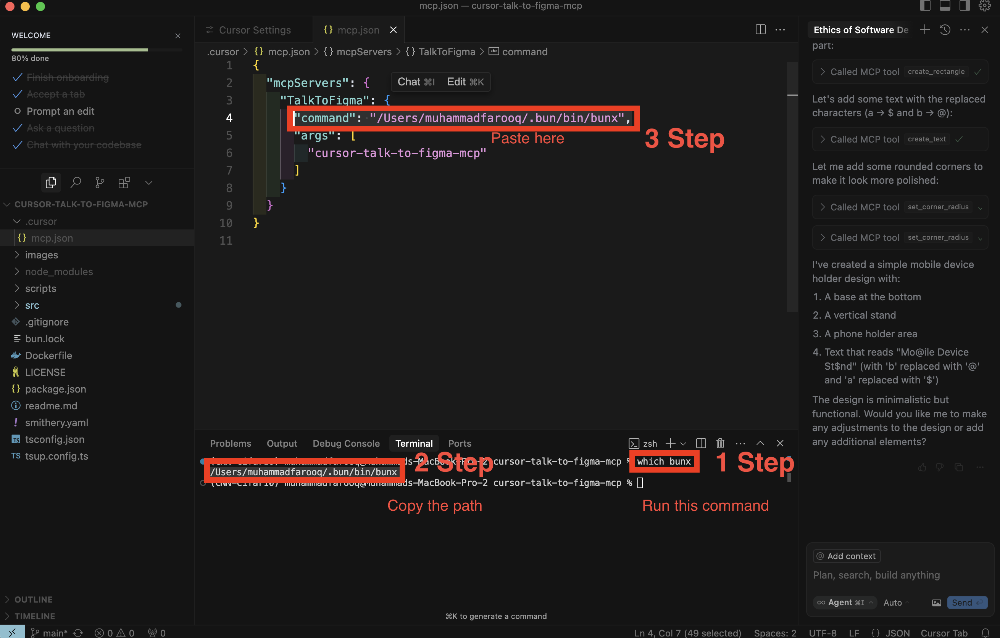 mcp.json — cursor-talk-to-figma-mcp
WELCOME
80% done
Finish onboarding
Accept a tab
Prompt an edit
Ask a question
Chat with your codebase
CURSOR-TALK-TO-FIGMA-MCP
.cursor
{} mcp.json
images
node_modules
scripts
src
.gitignore
bun.lock
Dockerfile
LICENSE
{} package.json
readme.md
! smithery.yaml
TS tsconfig.json
TS tsup.config.ts
OUTLINE
TIMELINE
Cursor Settings
{} mcp.json
.cursor > {} mcp.json > {} mcpServers > {} TalkToFigma > abc command
1 {
2 "mcpServers": {
Chat ⌘I Edit ⌘K
3 "TalkToFigma": {
4 "command": "/Users/muhammadfarooq/.bun/bin/bunx",
5 "args": [
Paste here
3 Step
6 "cursor-talk-to-figma-mcp"
7 ]
8 }
9 }
10 }
11
Problems Output Debug Console Terminal Ports
zsh
(CNN-Cifar10) muhammadfarooq@Muhammads-MacBook-Pro-2 cursor-talk-to-figma-mcp % which bunx
2 Step
1 Step
/Users/muhammadfarooq/.bun/bin/bunx
(CNN-Cifar10) muhammadfarooq@Muhammads-MacBook-Pro-2 cursor-talk-to-figma-mcp %
Copy the path
Run this command
⌘K to generate a command
Ethics of Software De
part:
Called MCP tool create_rectangle
Let's add some text with the replaced
characters (a → $ and b → @):
Called MCP tool create_text
Let me add some rounded corners to
make it look more polished:
Called MCP tool set_corner_radius
Called MCP tool set_corner_radius
I've created a simple mobile device
holder design with:
1. A base at the bottom
2. A vertical stand
3. A phone holder area
4. Text that reads "Mo@ile Device
St$nd" (with 'b' replaced with '@'
and 'a' replaced with '$')
The design is minimalistic but
functional. Would you like me to make
any adjustments to the design or add
any additional elements?
@ Add context
Plan, search, build anything
∞ Agent ⌘I Auto Send
main* 0 0 0
Ln 4, Col 7 (49 selected) Spaces: 2 UTF-8 LF {} JSON Cursor Tab